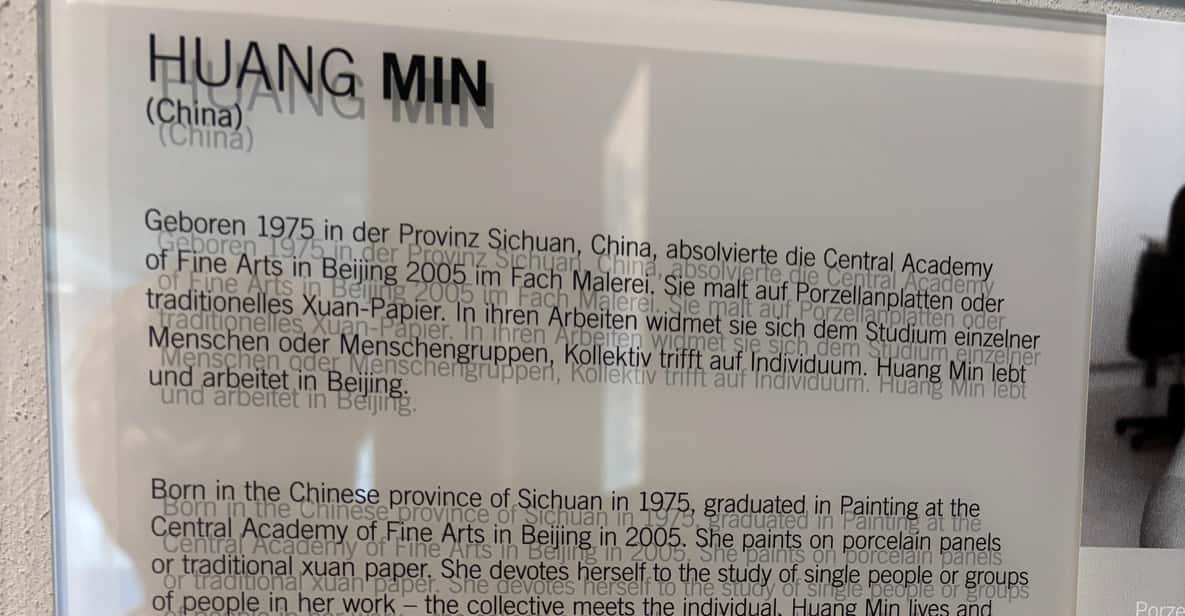 HUANG MIN
(China)
Geboren 1975 in der Provinz Sichuan, China, absolvierte die Central Academy
of Fine Arts in Beijing 2005 im Fach Malerei. Sie malt auf Porzellanplatten oder
traditionelles Xuan-Papier. In ihren Arbeiten widmet sie sich dem Studium einzelner
Menschen oder Menschengruppen, Kollektiv trifft auf Individuum. Huang Min lebt
und arbeitet in Beijing.
Born in the Chinese province of Sichuan in 1975, graduated in Painting at the
Central Academy of Fine Arts in Beijing in 2005. She paints on porcelain panels
or traditional xuan paper. She devotes herself to the study of single people or groups
of people in her work – the collective meets the individual. Huang Min lives and
Porze